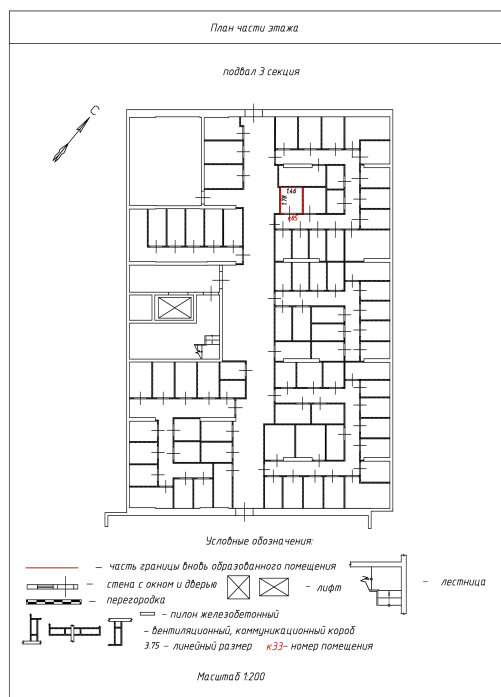 План части этажа
подвал 3 секция
С
1.46
1.78
к85
Условные обозначения:
– часть границы вновь образованного помещения
– стена с окном и дверью
– лифт
– лестница
– перегородка
– пилон железобетонный
– вентиляционный, коммуникационный короб
3.75 – линейный размер
к33– номер помещения
Масштаб 1:200